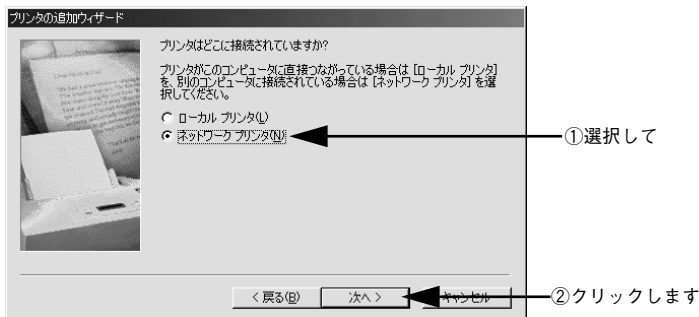 プリンタの追加ウィザード
プリンタはどこに接続されていますか?
プリンタがこのコンピュータに直接つながっている場合は [ローカル プリンタ]
を、別のコンピュータに接続されている場合は [ネットワーク プリンタ] を選
択してください。
ローカル プリンタ(L)
ネットワーク プリンタ(N)
①選択して
< 戻る(B)
次へ >
キャンセル
②クリックします